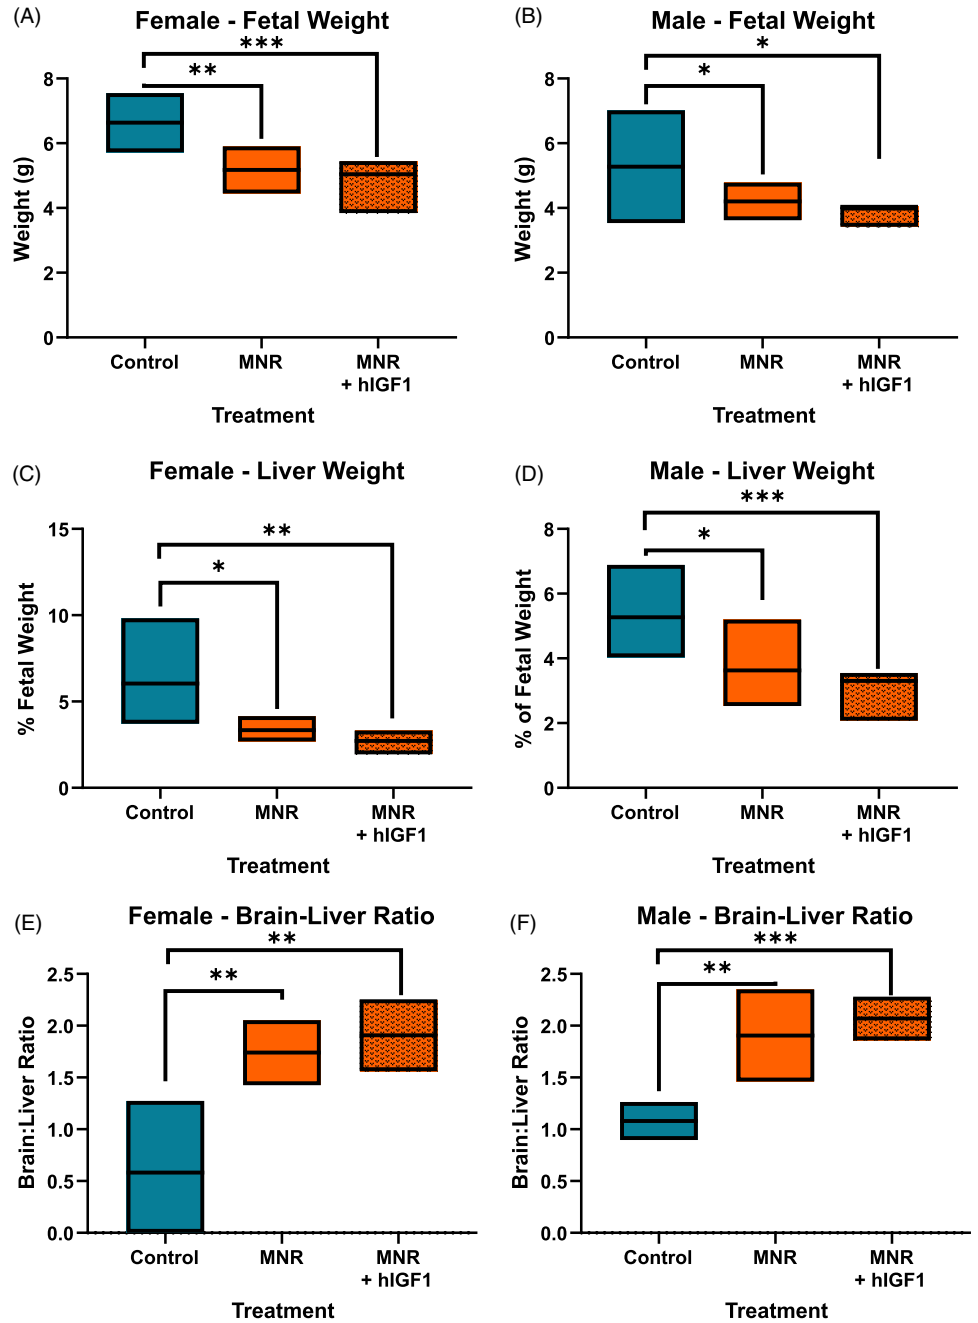 (A)
Female - Fetal Weight
***
**
8
6
4
2
0
Weight (g)
Control
MNR
MNR
+ hIGF1
Treatment
(B)
Male - Fetal Weight
*
*
8
6
4
2
0
Weight (g)
Control
MNR
MNR
+ hIGF1
Treatment
(C)
Female - Liver Weight
**
*
15
10
5
0
% Fetal Weight
Control
MNR
MNR
+ hIGF1
Treatment
(D)
Male - Liver Weight
***
*
8
6
4
2
0
% of Fetal Weight
Control
MNR
MNR
+ hIGF1
Treatment
(E)
Female - Brain-Liver Ratio
**
**
2.5
2.0
1.5
1.0
0.5
0.0
Brain:Liver Ratio
Control
MNR
MNR
+ hIGF1
Treatment
(F)
Male - Brain-Liver Ratio
***
**
2.5
2.0
1.5
1.0
0.5
0.0
Brain:Liver Ratio
Control
MNR
MNR
+ hIGF1
Treatment